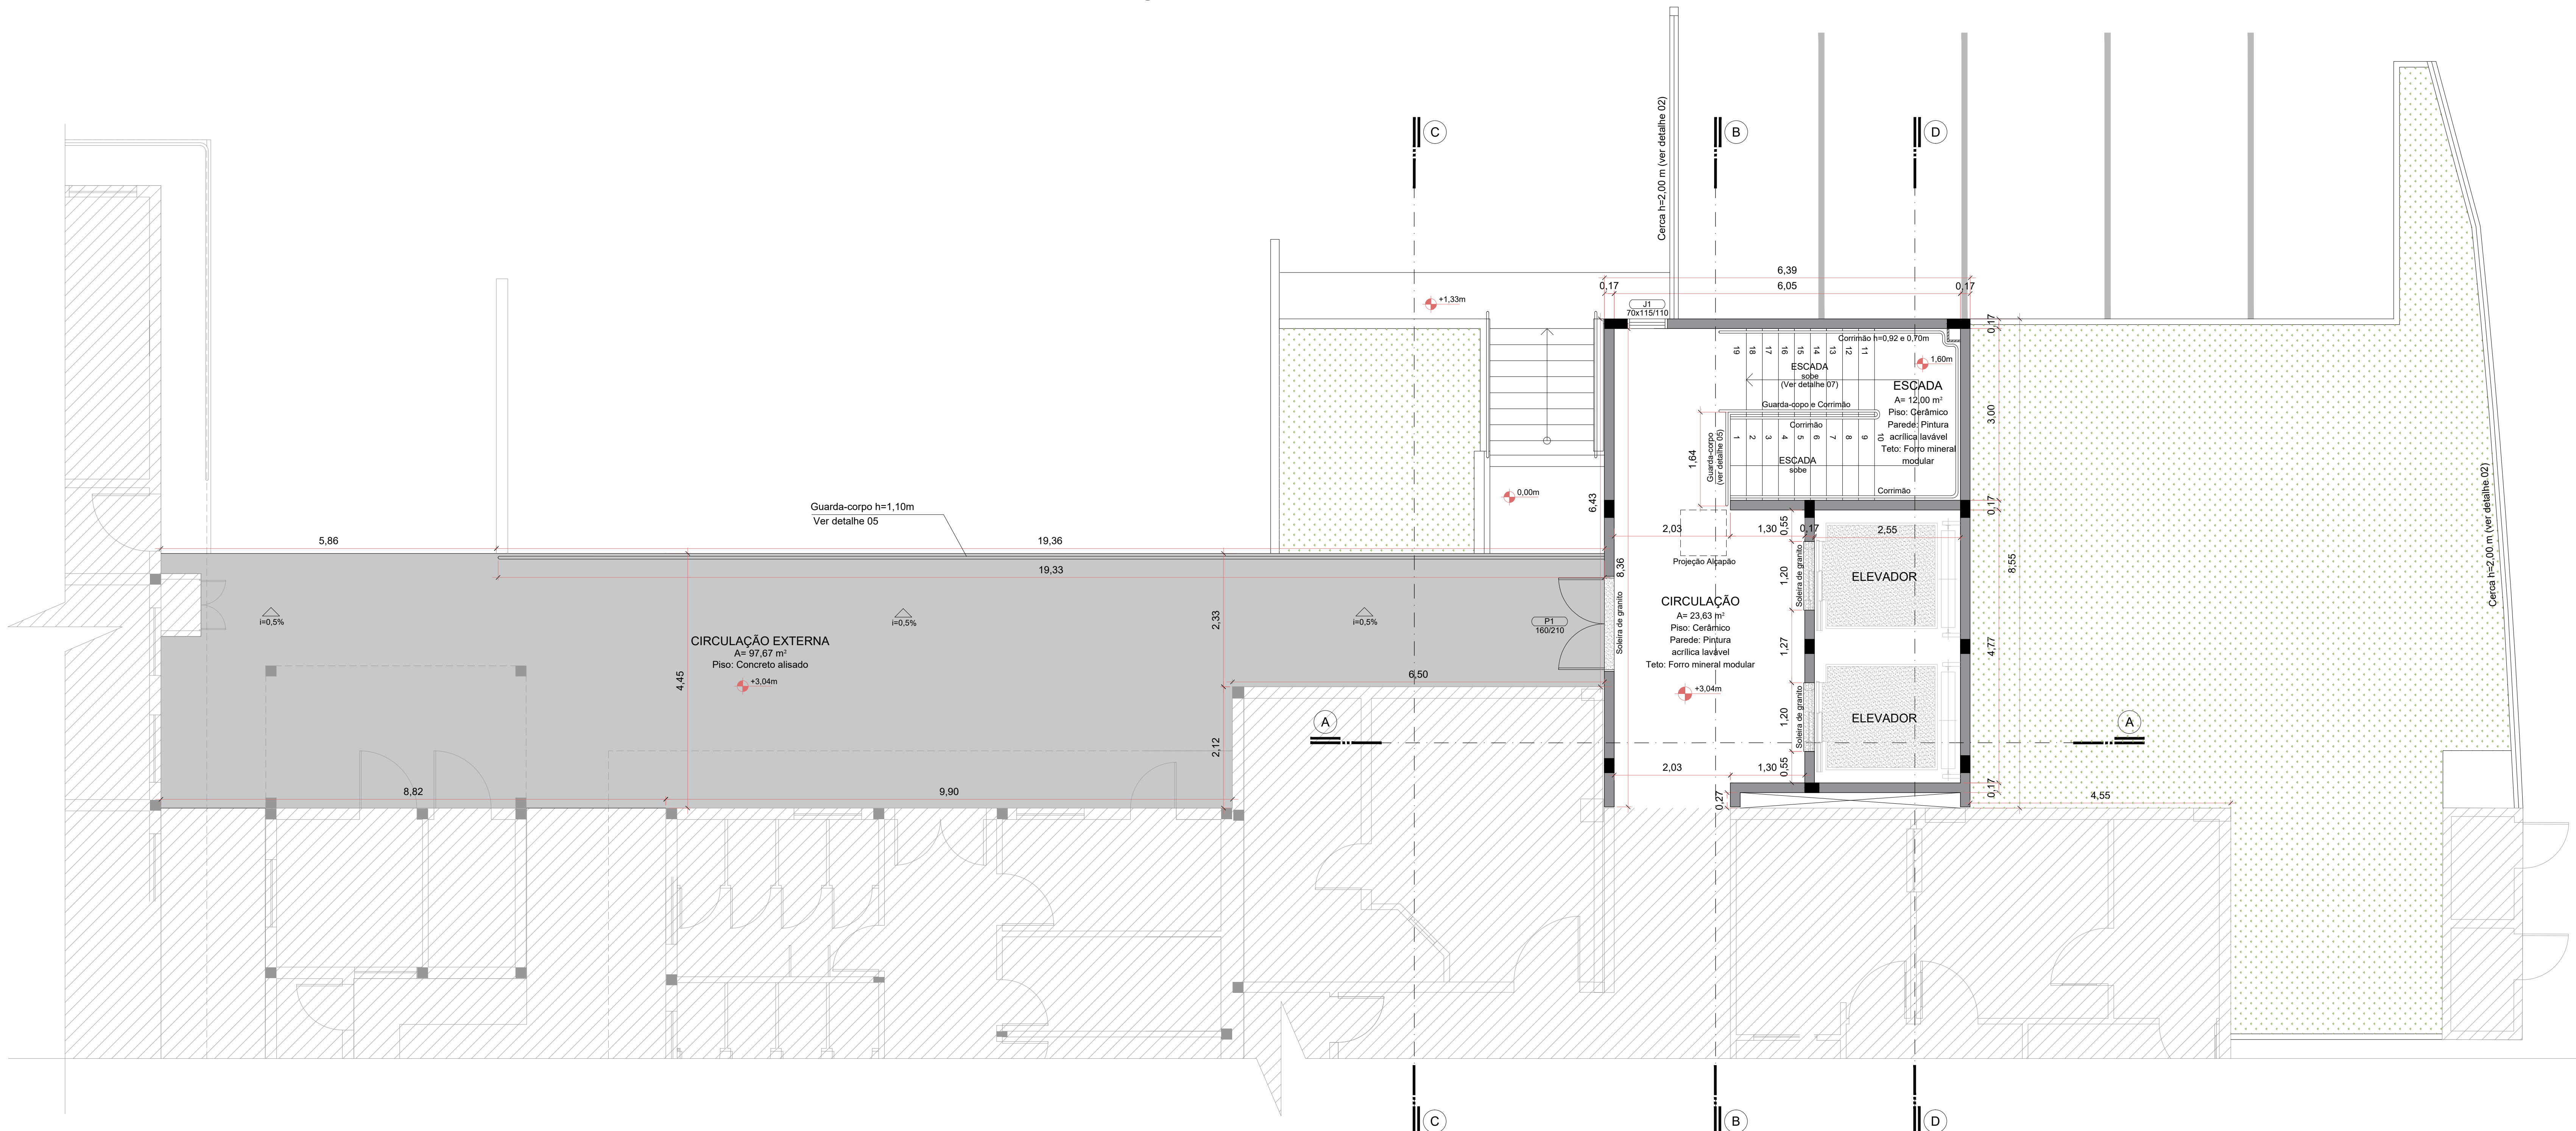 C
B
D
Cerca h=2,00 m (ver detalhe 02)
6,39
0,17
6,05
0,17
+1,33m
J1
70x115/110
0,17
Corrimão h=0,92 e 0,70m
19
18
17
16
15
14
13
12
11
1,60m
ESCADA
sobe
(Ver detalhe 07)
ESCADA
A= 12,00 m²
Piso: Cerâmico
Parede: Pintura
acrílica lavável
Teto: Forro mineral
modular
Guarda-copo e Corrimão
Corrimão
1
2
3
4
5
6
7
8
9
10
ESCADA
sobe
Corrimão
Guarda-corpo
(ver detalhe 05)
1,64
3,00
0,17
6,43
0,00m
Guarda-corpo h=1,10m
Ver detalhe 05
5,86
19,36
19,33
8,36
2,03
1,30
0,17
2,55
0,55
Projeção Alçapão
8,55
Cerca h=2,00 m (ver detalhe 02)
i=0,5%
i=0,5%
i=0,5%
CIRCULAÇÃO EXTERNA
A= 97,67 m²
Piso: Concreto alisado
+3,04m
4,45
2,33
2,12
6,50
P1
160/210
Soleira de granito
CIRCULAÇÃO
A= 23,63 m²
Piso: Cerâmico
Parede: Pintura
acrílica lavável
Teto: Forro mineral modular
+3,04m
1,20
Soleira de granito
ELEVADOR
1,27
4,77
1,20
Soleira de granito
ELEVADOR
A
A
2,03
1,30
0,55
0,27
0,17
4,55
8,82
9,90
C
B
D